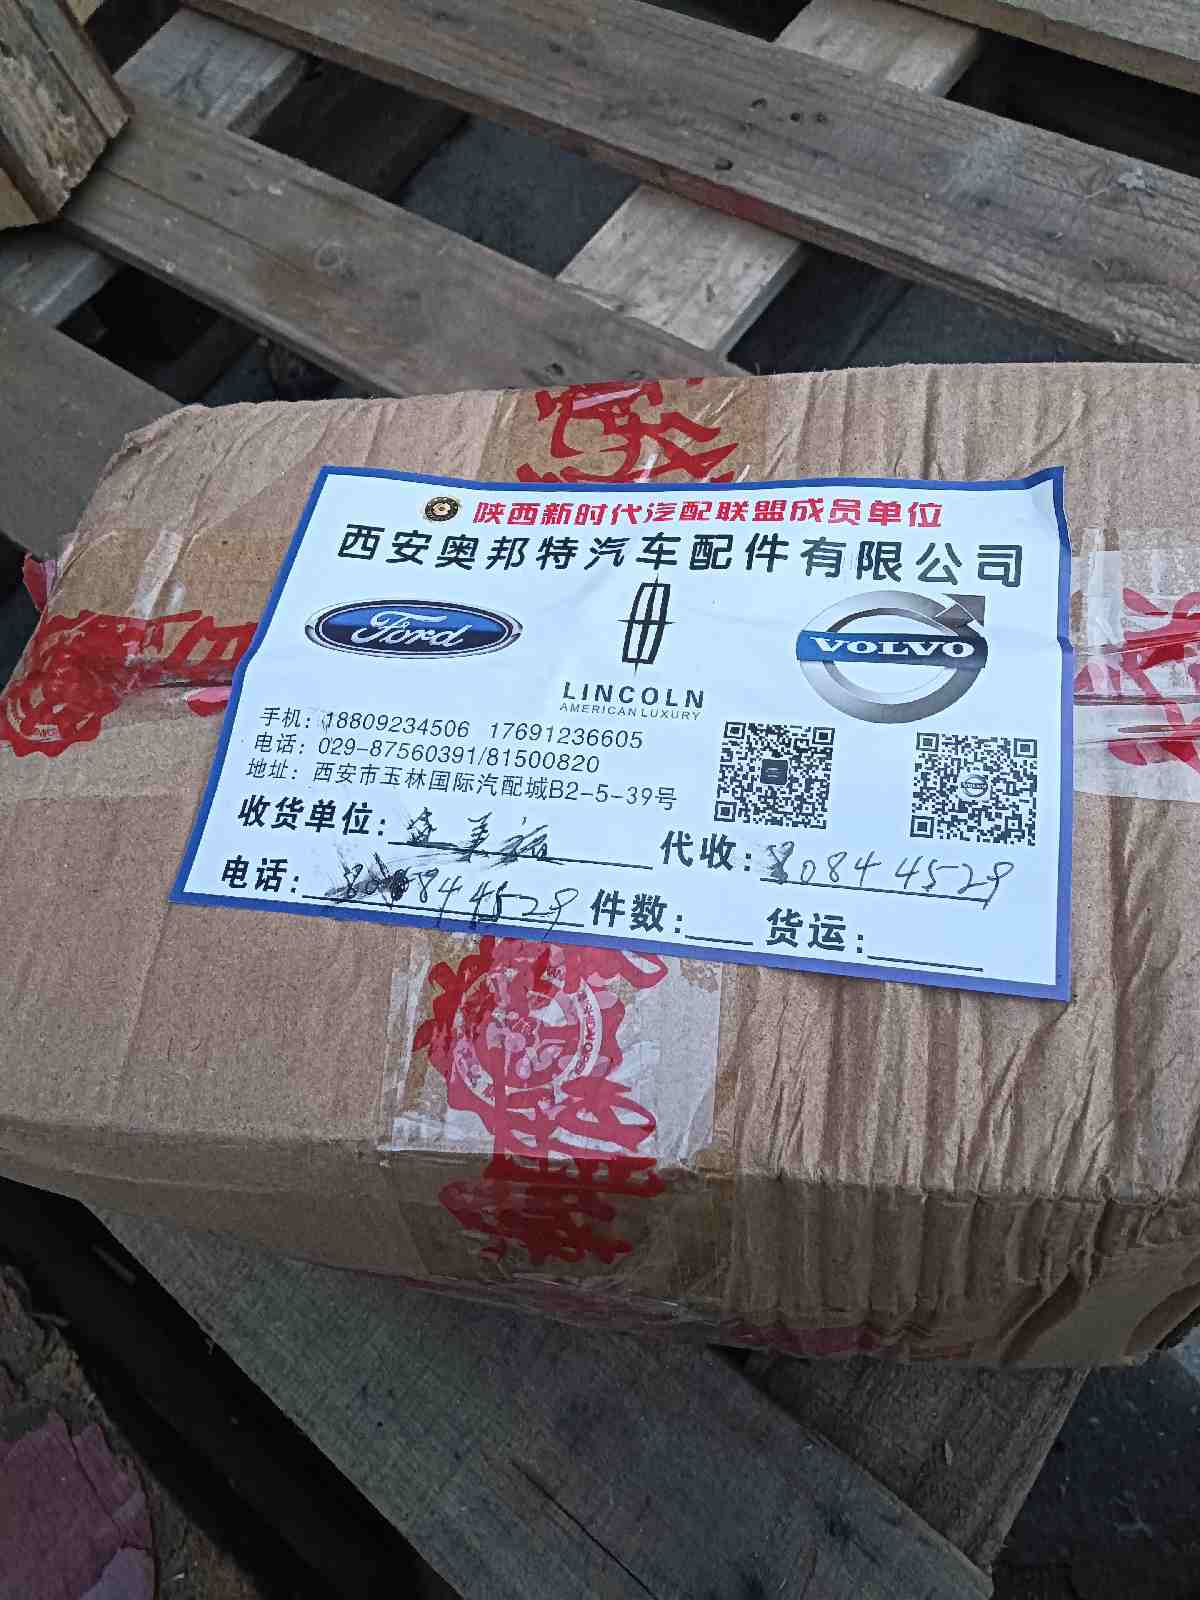 陕西新时代汽配联盟成员单位
西安奥邦特汽车配件有限公司
Ford
LINCOLN
AMERICAN LUXURY
VOLVO
手机：18809234506 17691236605
电话：029-87560391/81500820
地址：西安市玉林国际汽配城B2-5-39号
收货单位： 代收：80844529
电话：80844529 件数： 货运：